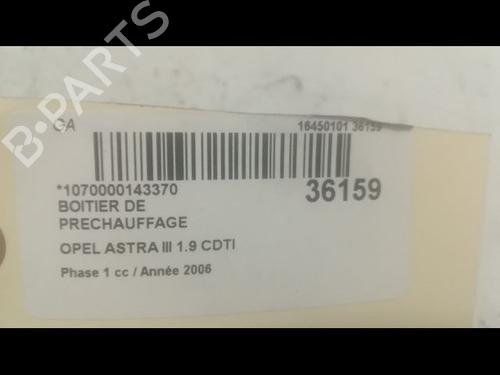 B-PARTS
GA
16450101 36159
*1070000143370
36159
BOITIER DE
PRECHAUFFAGE
OPEL ASTRA III 1.9 CDTI
Phase 1 cc / Année 2006